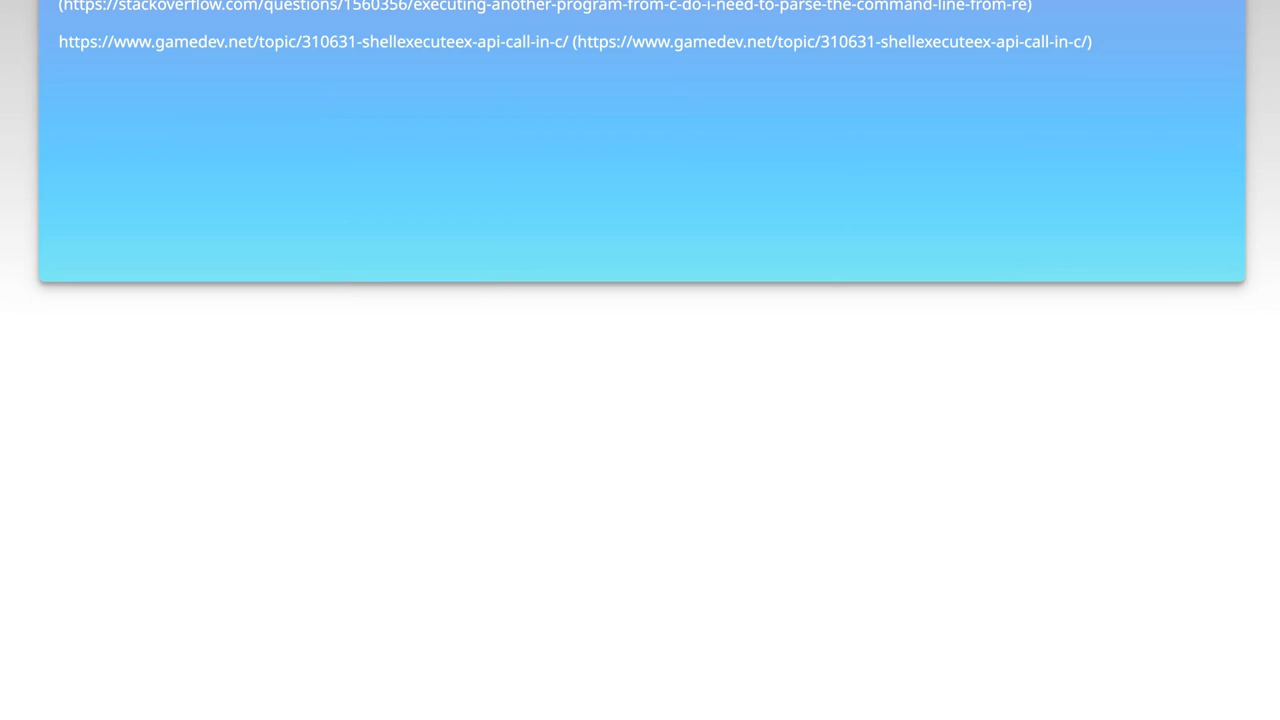 (https://stackoverflow.com/questions/1560356/executing-another-program-from-c-do-i-need-to-parse-the-command-line-from-re)
https://www.gamedev.net/topic/310631-shellexecuteex-api-call-in-c/ (https://www.gamedev.net/topic/310631-shellexecuteex-api-call-in-c/)